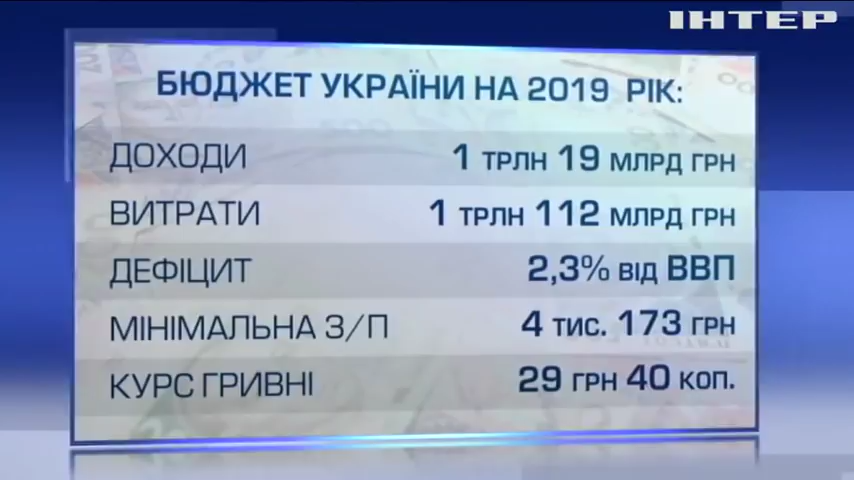 ІНТЕР
БЮДЖЕТ УКРАЇНИ НА 2019 РІК:
ДОХОДИ 1 ТРЛН 19 МЛРД ГРН
ВИТРАТИ 1 ТРЛН 112 МЛРД ГРН
ДЕФІЦИТ 2,3% ВІД ВВП
МІНІМАЛЬНА З/П 4 ТИС. 173 ГРН
КУРС ГРИВНІ 29 ГРН 40 КОП.